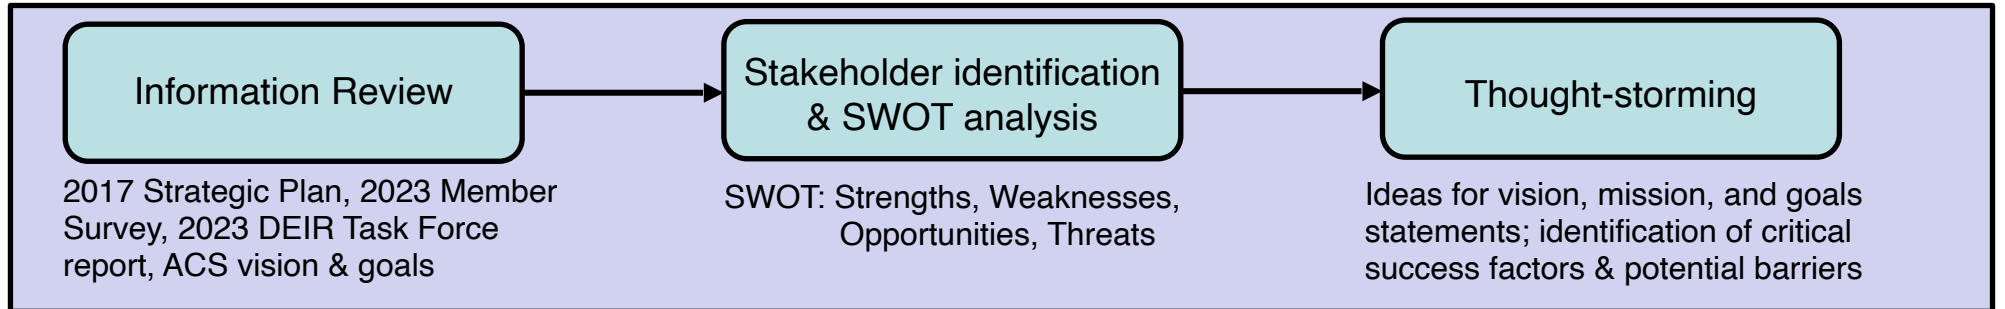 Information Review
Stakeholder identification
& SWOT analysis
Thought-storming
2017 Strategic Plan, 2023 Member
Survey, 2023 DEIR Task Force
report, ACS vision & goals
SWOT: Strengths, Weaknesses,
Opportunities, Threats
Ideas for vision, mission, and goals
statements; identification of critical
success factors & potential barriers